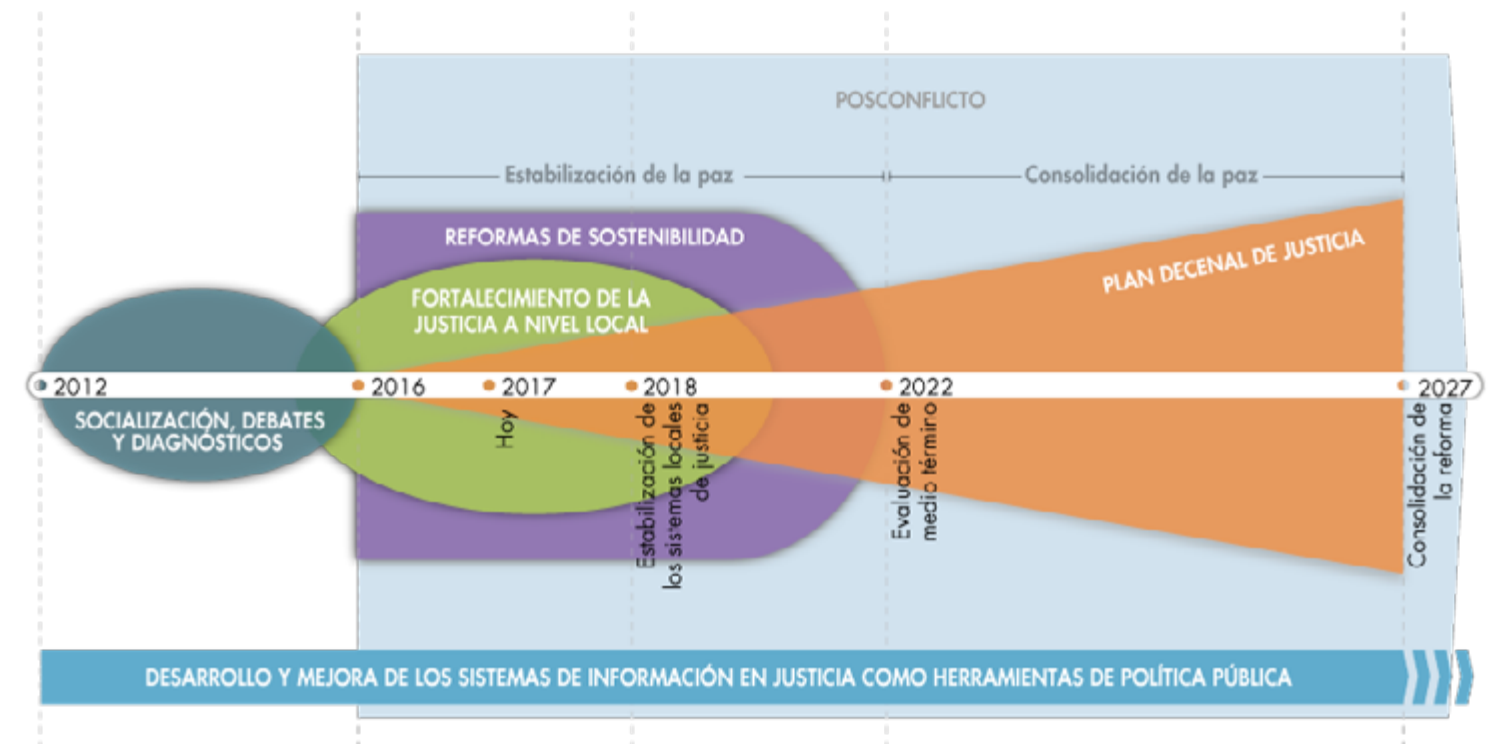 POSCONFLICTO
Estabilización de la paz
Consolidación de la paz
REFORMAS DE SOSTENIBILIDAD
PLAN DECENAL DE JUSTICIA
FORTALECIMIENTO DE LA
JUSTICIA A NIVEL LOCAL
2012
2016
2017
2018
2022
2027
SOCIALIZACIÓN, DEBATES
Y DIAGNÓSTICOS
Hoy
Estabilización de
los sistemas locales
de justicia
Evaluación de
medio término
Consolidación de
la reforma
DESARROLLO Y MEJORA DE LOS SISTEMAS DE INFORMACIÓN EN JUSTICIA COMO HERRAMIENTAS DE POLÍTICA PÚBLICA